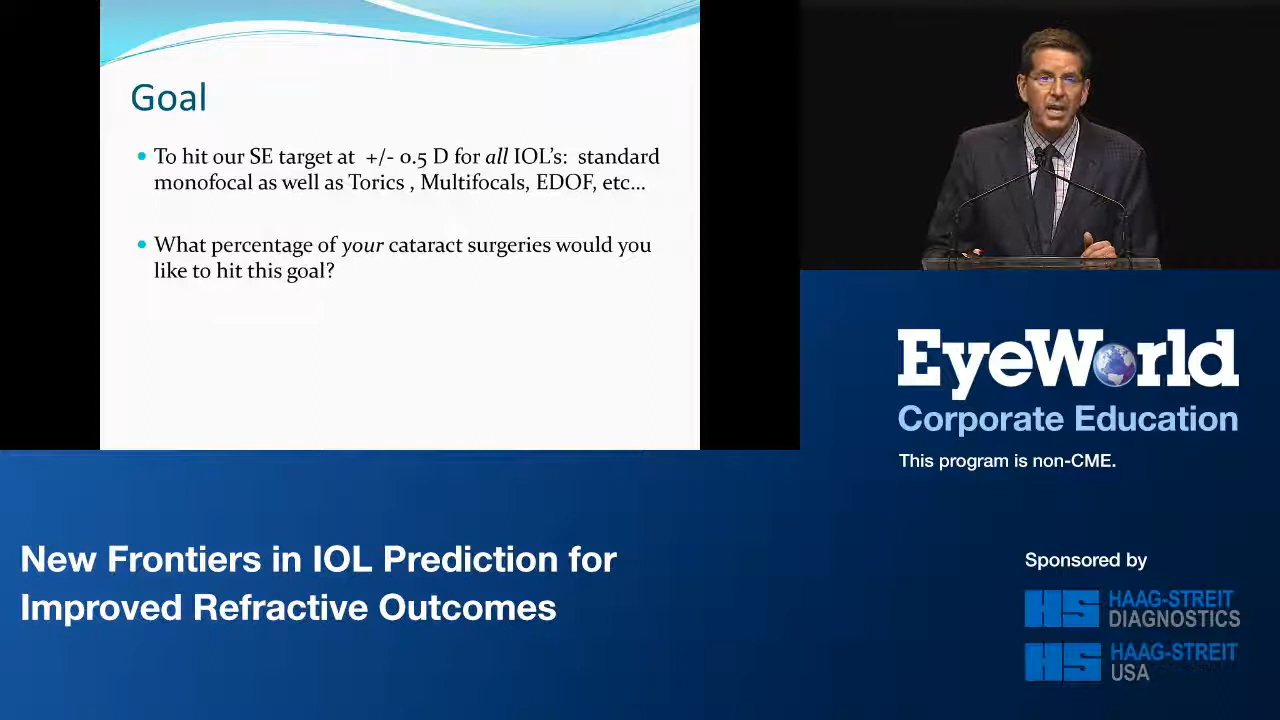 Goal
• To hit our SE target at +/- 0.5 D for all IOL's: standard
monofocal as well as Torics , Multifocals, EDOF, etc...
• What percentage of your cataract surgeries would you
like to hit this goal?
EyeWorld
Corporate Education
This program is non-CME.
New Frontiers in IOL Prediction for
Improved Refractive Outcomes
Sponsored by
HS HAAG-STREIT
DIAGNOSTICS
HS HAAG-STREIT
USA